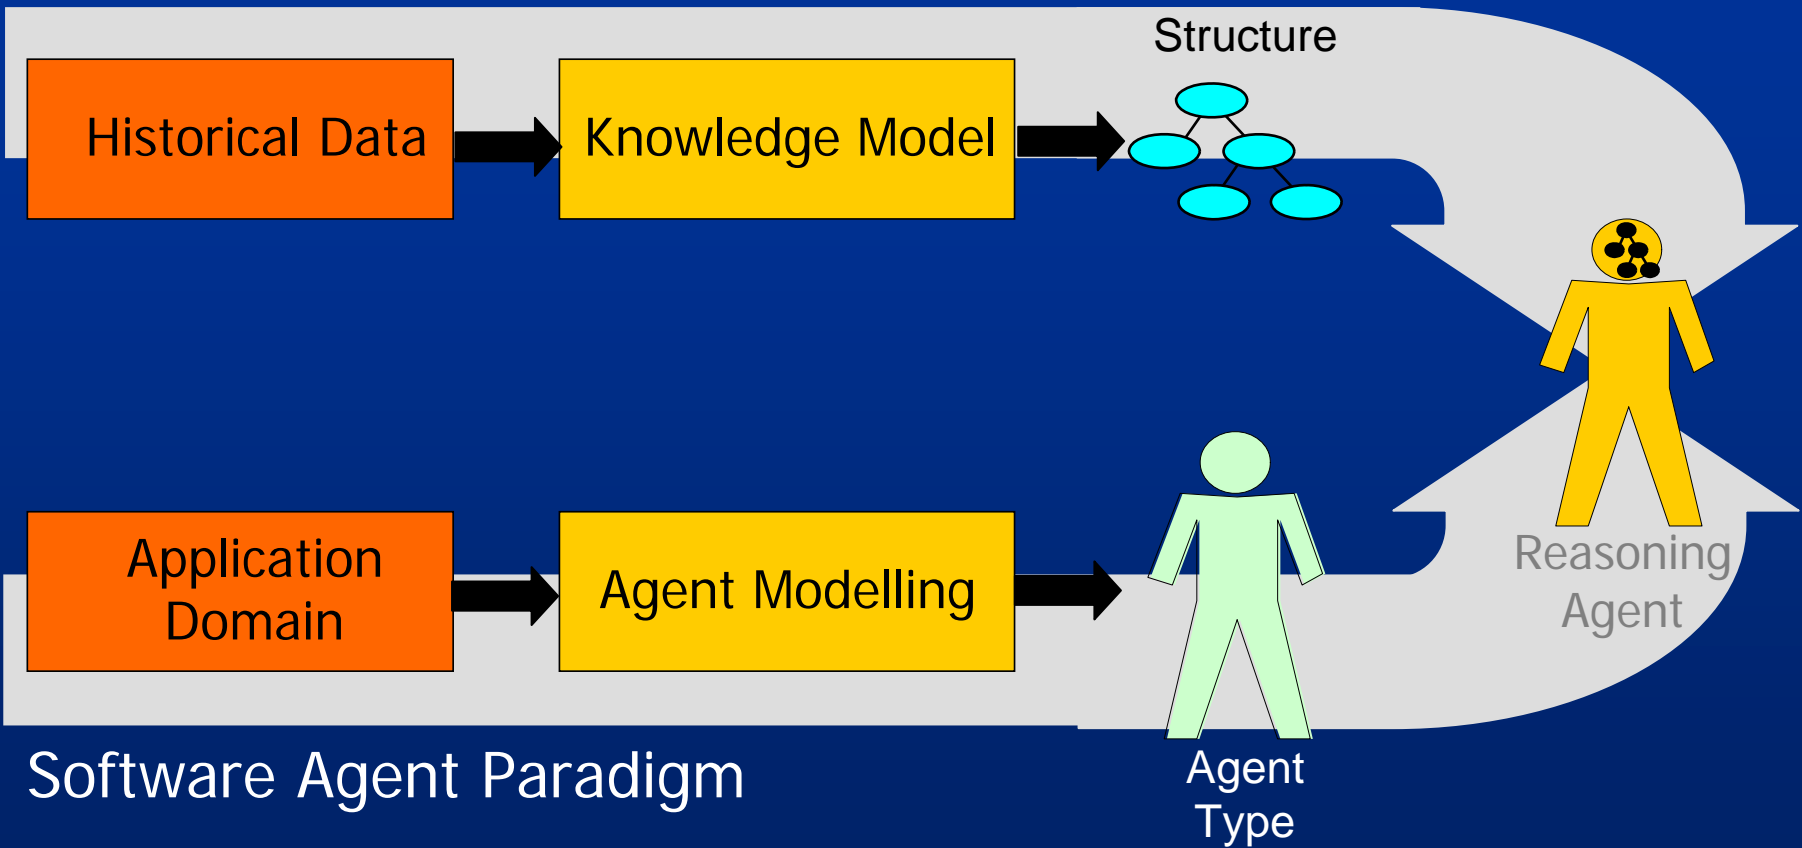 Structure
Historical Data
Knowledge Model
Application
Domain
Agent Modelling
Reasoning
Agent
Software Agent Paradigm
Agent
Type